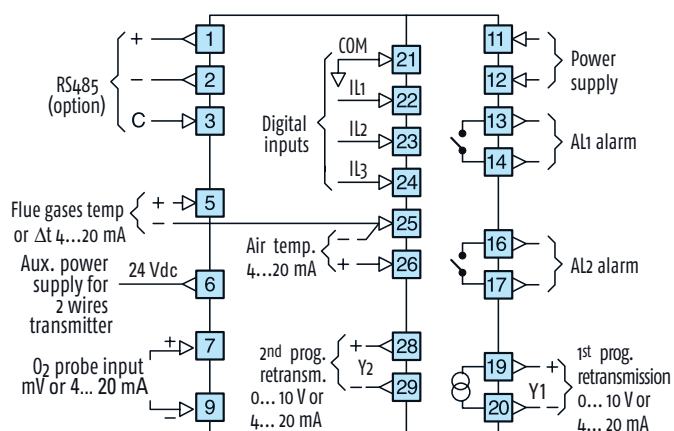 +
1
−
2
C
3
RS485
(option)
+
5
−
Flue gases temp
or Δt 4...20 mA
Aux. power
supply for
2 wires
transmitter
24 Vdc
6
+
7
O2 probe input
mV or 4... 20 mA
−
9
COM
21
IL1
22
IL2
23
IL3
24
Digital
inputs
25
−
Air temp.
4...20 mA
+
26
2nd prog.
retransm.
0... 10 V or
4... 20 mA
+
28
Y2
−
29
11
12
Power
supply
13
14
AL1 alarm
16
17
AL2 alarm
19
+
Y1
20
−
1st prog.
retransmission
0... 10 V or
4... 20 mA